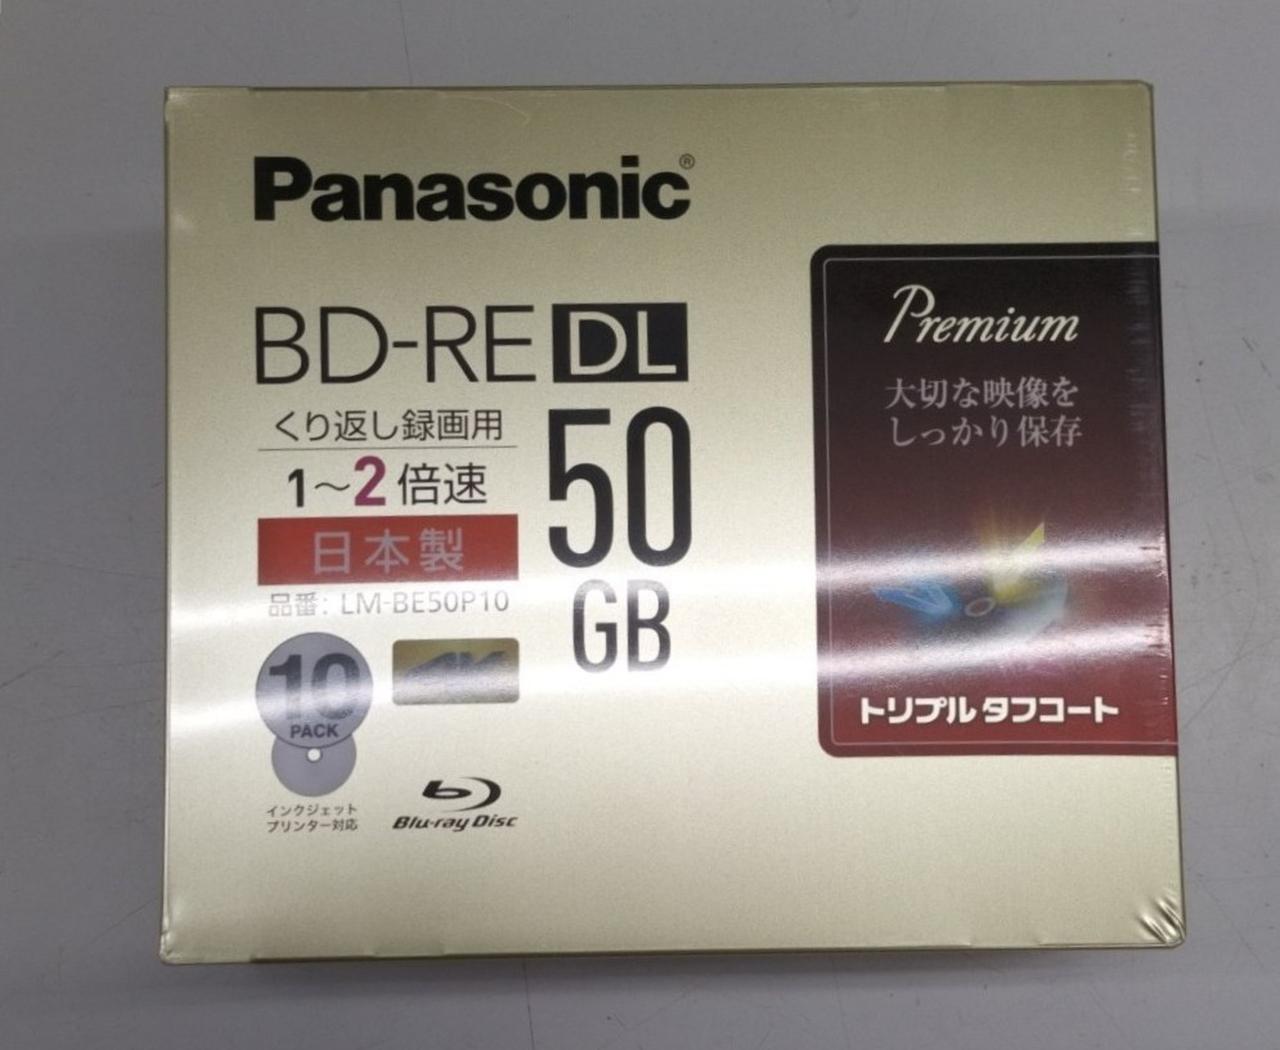 Panasonic®
BD-RE DL
くり返し録画用
1～2倍速
50
GB
日本製
品番: LM-BE50P10
10
PACK
4K
インクジェット
プリンター対応
Blu-ray Disc
Premium
大切な映像を
しっかり保存
トリプル タフコート